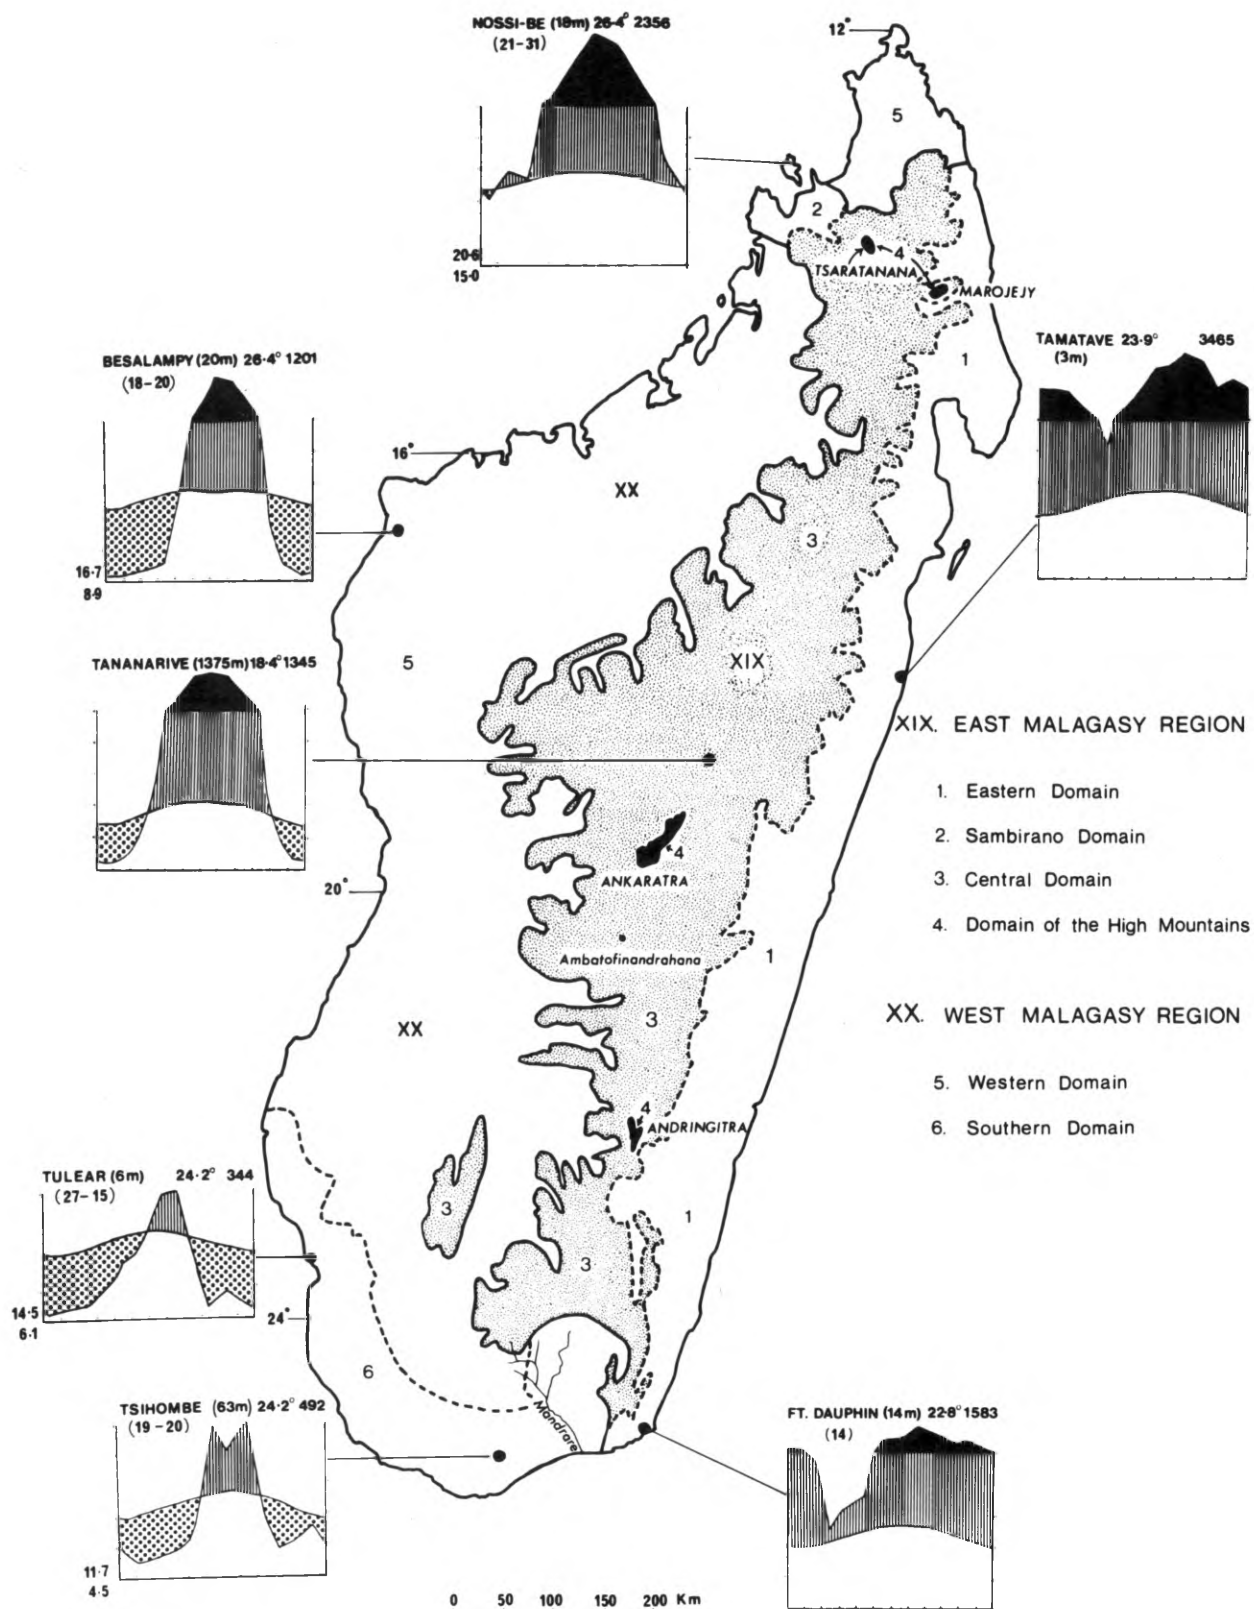 NOSSI-BE (18m) 26·4° 2356
(21-31)
20·6
15·0
12°
5
2
4
TSARATANANA
MAROJEJY
1
TAMATAVE 23·9° 3465
(3m)
BESALAMPY (20m) 26·4° 1201
(18-20)
16·7
8·9
16°
XX
3
TANANARIVE (1375m) 18·4° 1345
5
XIX
XIX. EAST MALAGASY REGION
1. Eastern Domain
2. Sambirano Domain
3. Central Domain
4. Domain of the High Mountains
XX. WEST MALAGASY REGION
5. Western Domain
6. Southern Domain
4
ANKARATRA
20°
Ambatofinandrahana
1
XX
3
4
ANDRINGITRA
TULEAR (6m) 24·2° 344
(27-15)
14·5
6·1
3
1
3
24°
6
Mandrare
TSIHOMBE (63m) 24·2° 492
(19-20)
11·7
4·5
FT. DAUPHIN (14m) 22·8° 1583
(14)
0 50 100 150 200 Km